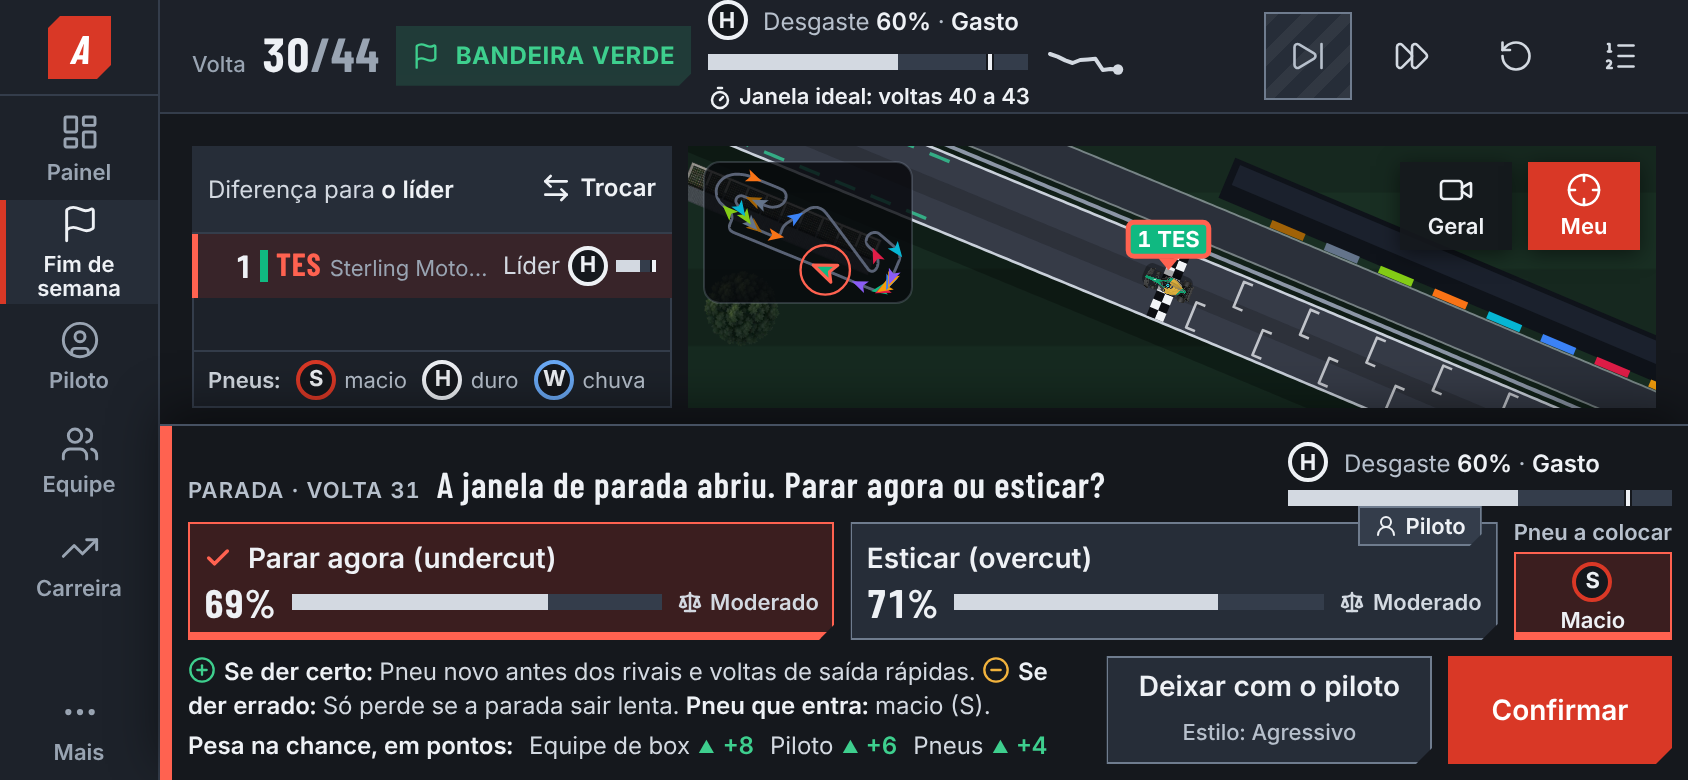 A
Painel
Fim de
semana
Piloto
Equipe
Carreira
Mais
Volta 30/44
BANDEIRA VERDE
H Desgaste 60% · Gasto
Janela ideal: voltas 40 a 43
Diferença para o líder
Trocar
1 TES Sterling Moto... Líder H
Pneus: S macio H duro W chuva
1 TES
Geral
Meu
PARADA · VOLTA 31 A janela de parada abriu. Parar agora ou esticar?
H Desgaste 60% · Gasto
Parar agora (undercut)
69% Moderado
Piloto
Esticar (overcut)
71% Moderado
Pneu a colocar
S
Macio
Se der certo: Pneu novo antes dos rivais e voltas de saída rápidas. Se
der errado: Só perde se a parada sair lenta. Pneu que entra: macio (S).
Pesa na chance, em pontos: Equipe de box ▲ +8 Piloto ▲ +6 Pneus ▲ +4
Deixar com o piloto
Estilo: Agressivo
Confirmar